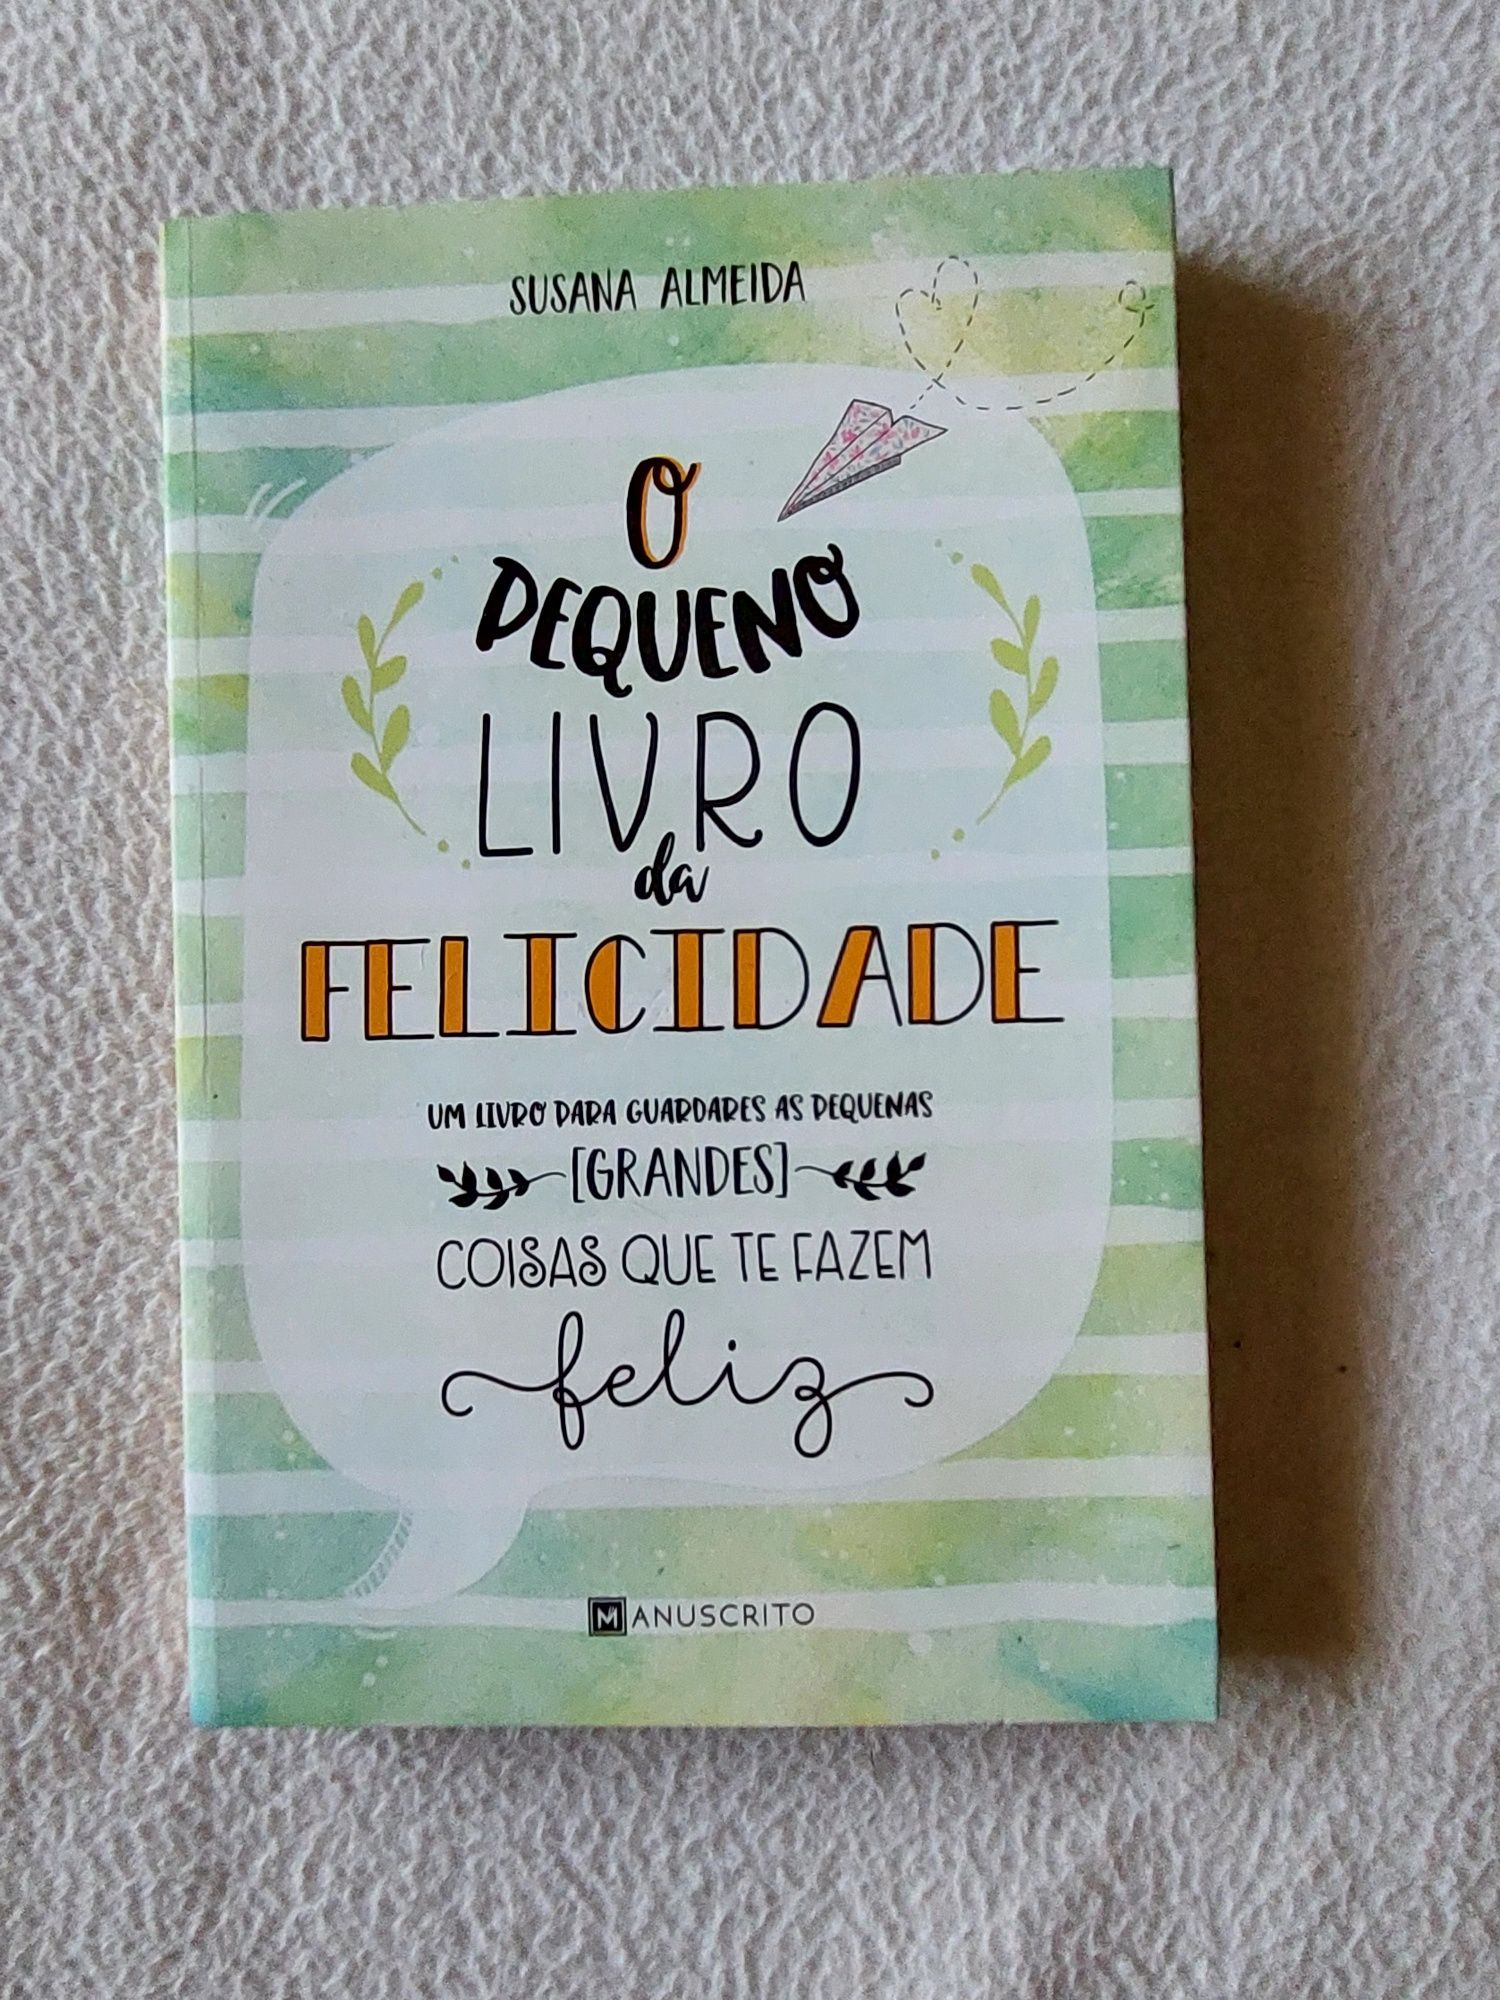 SUSANA ALMEIDA
O
PEQUENO
LIVRO
da
FELICIDADE
UM LIVRO PARA GUARDARES AS PEQUENAS
[GRANDES]
COISAS QUE TE FAZEM
feliz
MANUSCRITO